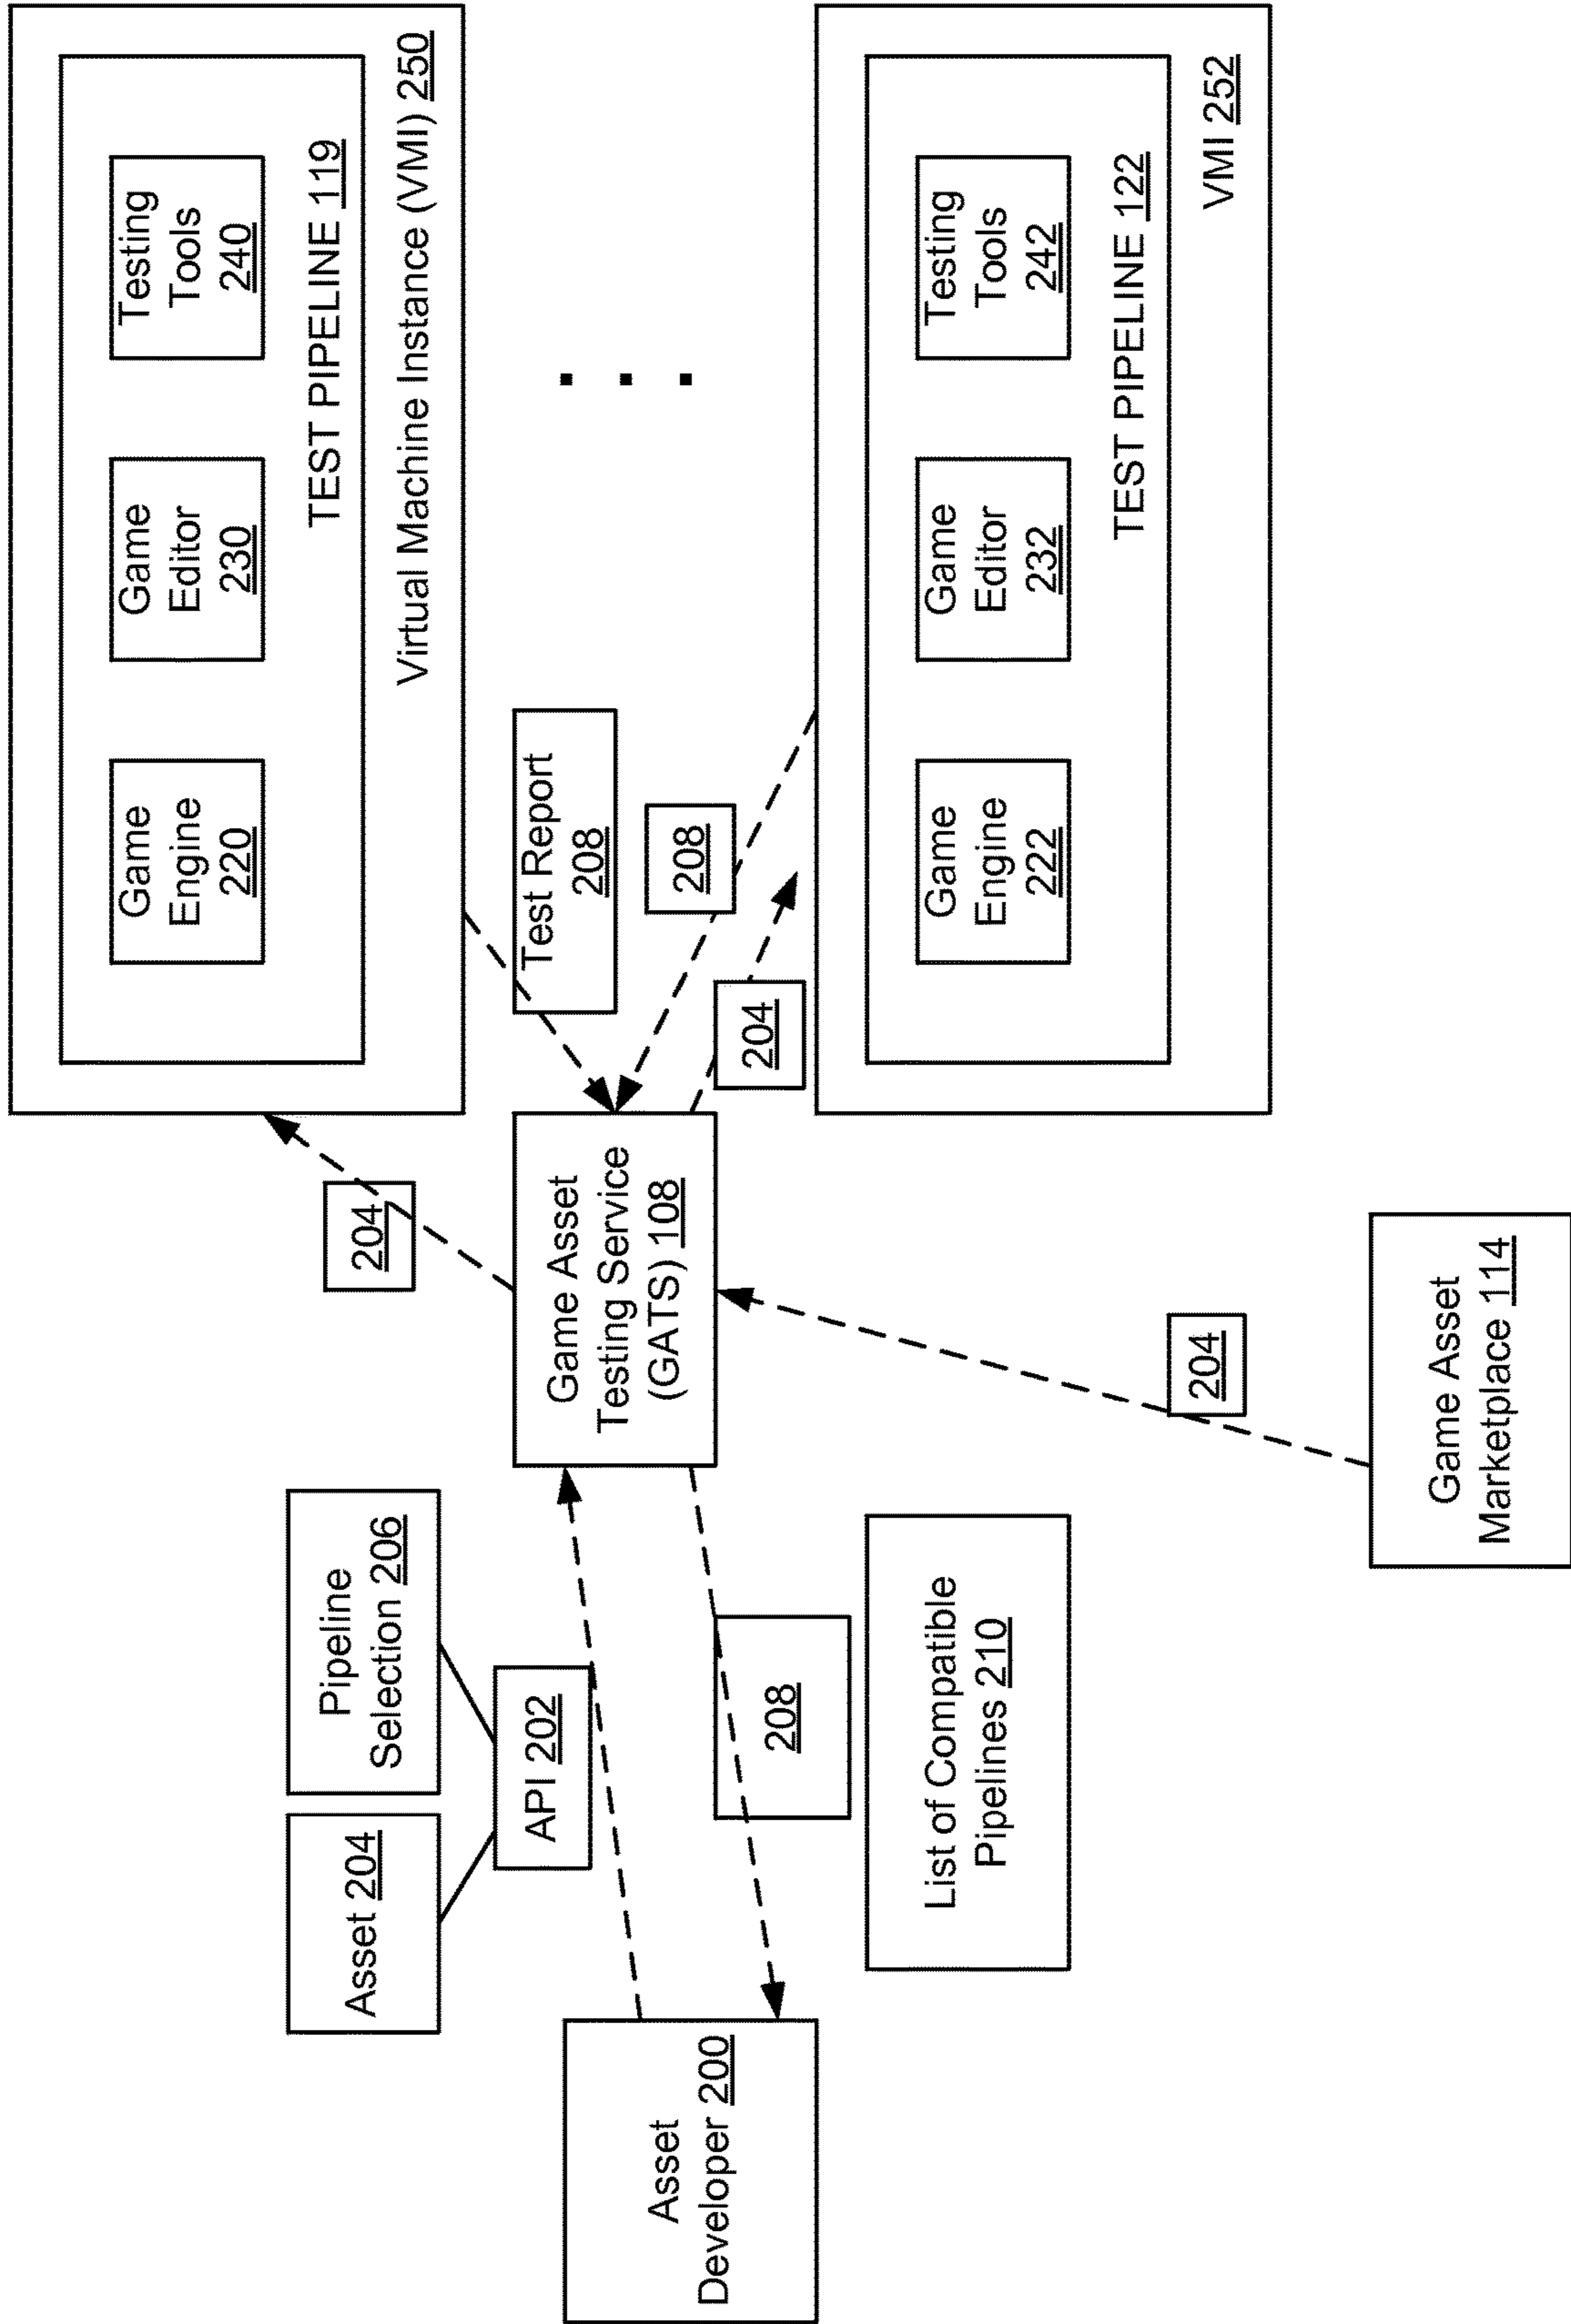 Asset
Developer 200
Asset 204
Pipeline
Selection 206
API 202
208
List of Compatible
Pipelines 210
Game Asset
Testing Service
(GATS) 108
204
Game Asset
Marketplace 114
204
204
Test Report
208
208
Game
Engine
220
Game
Editor
230
Testing
Tools
240
TEST PIPELINE 119
Virtual Machine Instance (VMI) 250
Game
Engine
222
Game
Editor
232
Testing
Tools
242
TEST PIPELINE 122
VMI 252